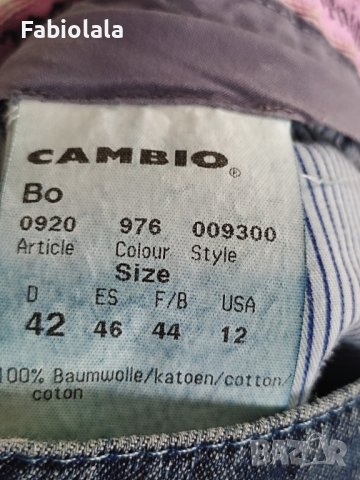 Fabiolala
CAMBIO®
Bo
0920 976 009300
Article Colour Style
Size
D ES F/B USA
42 46 44 12
100% Baumwolle/katoen/cotton/
coton
BAZAR